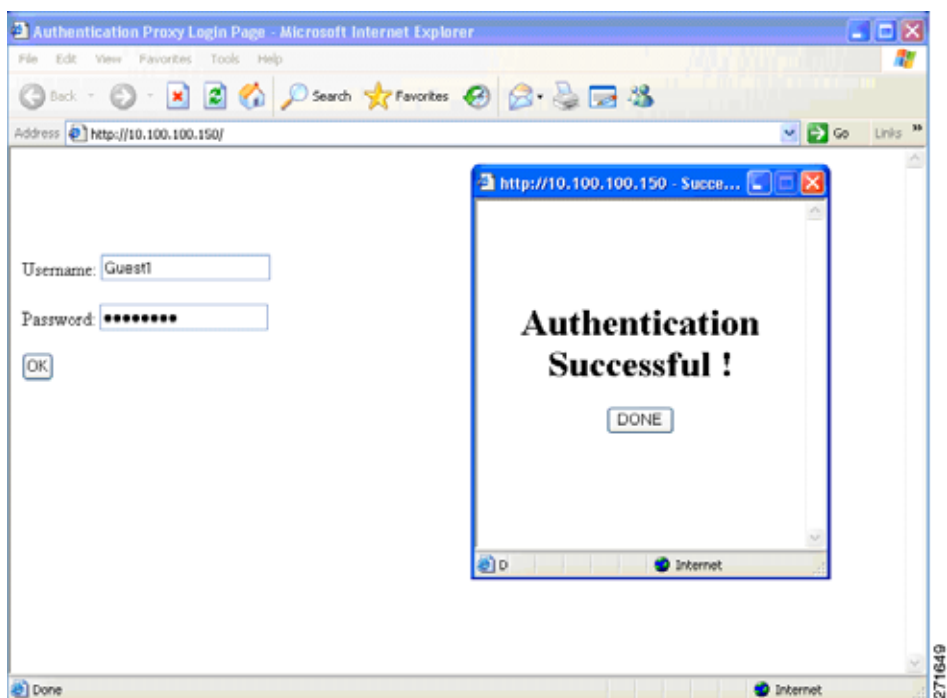 Authentication Proxy Login Page - Microsoft Internet Explorer
File Edit View Favorites Tools Help
Back Search Favorites
Address http://10.100.100.150/ Go Links »
http://10.100.100.150 - Succe...
Username: Guest1
Password: ●●●●●●●●
OK
Authentication
Successful !
DONE
D Internet
Done Internet
271649